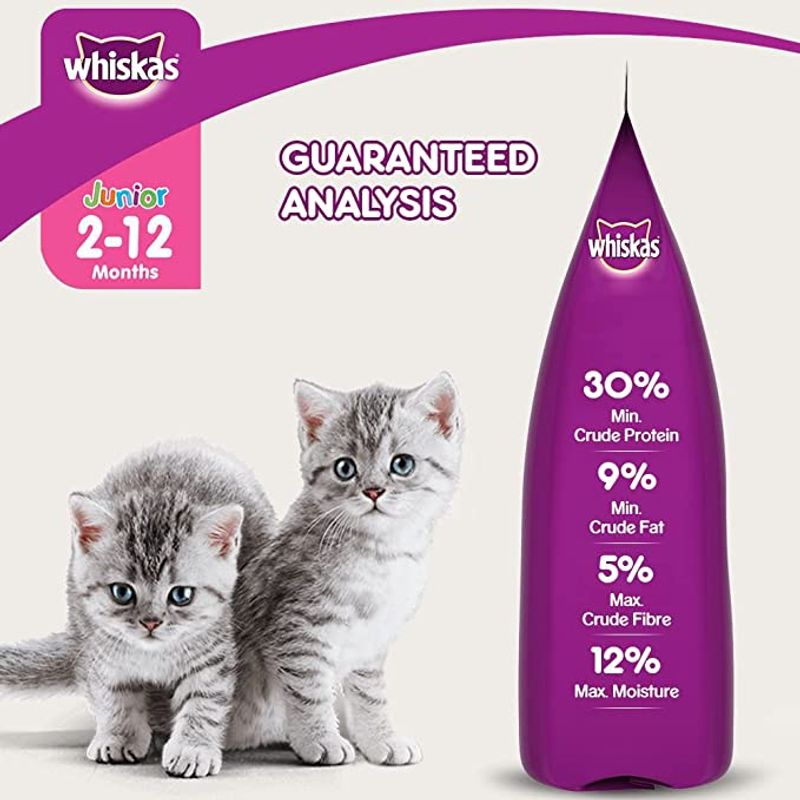 whiskas
Junior
2-12
Months
GUARANTEED
ANALYSIS
whiskas
30%
Min.
Crude Protein
9%
Min.
Crude Fat
5%
Max.
Crude Fibre
12%
Max. Moisture